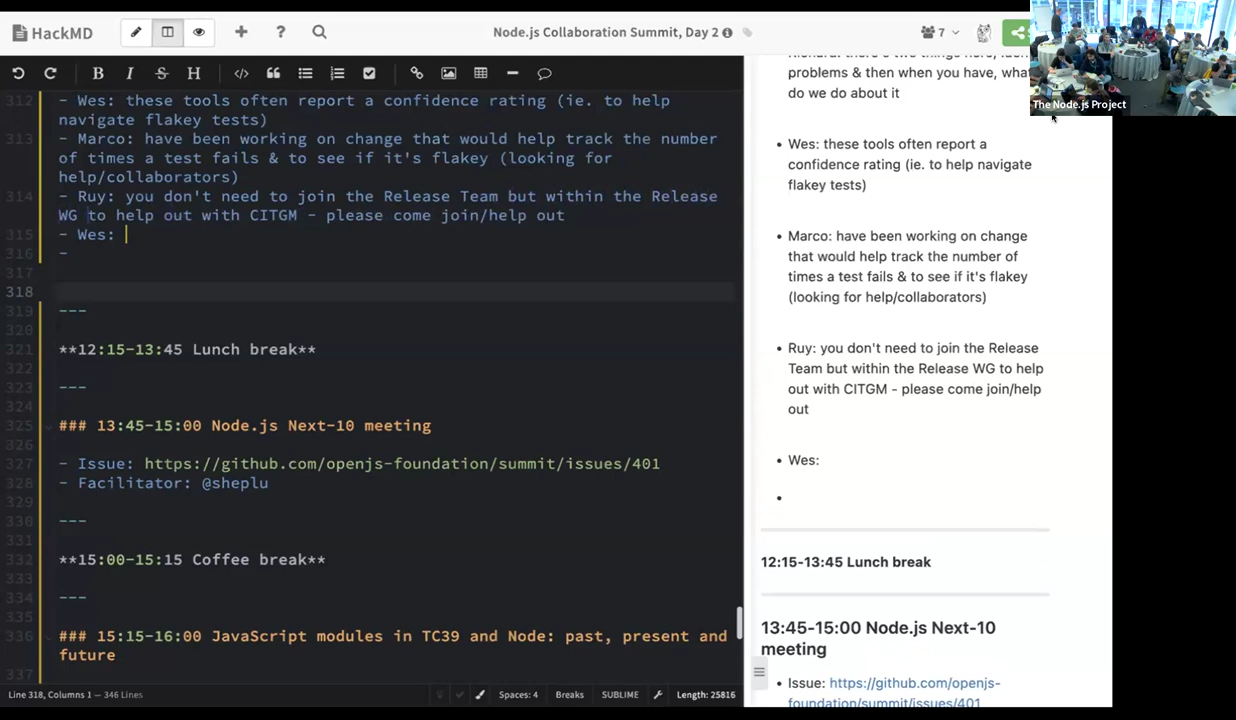 HackMD
Node.js Collaboration Summit, Day 2
7
The Node.js Project
B I S H
312 - Wes: these tools often report a confidence rating (ie. to help
navigate flakey tests)
313 - Marco: have been working on change that would help track the number
of times a test fails & to see if it's flakey (looking for
help/collaborators)
314 - Ruy: you don't need to join the Release Team but within the Release
WG to help out with CITGM - please come join/help out
315 - Wes:
316 -
317
318
319 ---
320
321 **12:15-13:45 Lunch break**
322
323 ---
324
325 ### 13:45-15:00 Node.js Next-10 meeting
326
327 - Issue: https://github.com/openjs-foundation/summit/issues/401
328 - Facilitator: @sheplu
329
330 ---
331
332 **15:00-15:15 Coffee break**
333
334 ---
335
336 ### 15:15-16:00 JavaScript modules in TC39 and Node: past, present and
future
337
Line 318, Columns 1 — 346 Lines
Spaces: 4 Breaks SUBLIME Length: 25816
problems & then when you have, what
do we do about it
• Wes: these tools often report a
confidence rating (ie. to help navigate
flakey tests)
• Marco: have been working on change
that would help track the number of
times a test fails & to see if it's flakey
(looking for help/collaborators)
• Ruy: you don't need to join the Release
Team but within the Release WG to help
out with CITGM - please come join/help
out
• Wes:
•
12:15-13:45 Lunch break
13:45-15:00 Node.js Next-10
meeting
• Issue: https://github.com/openjs-
foundation/summit/issues/401